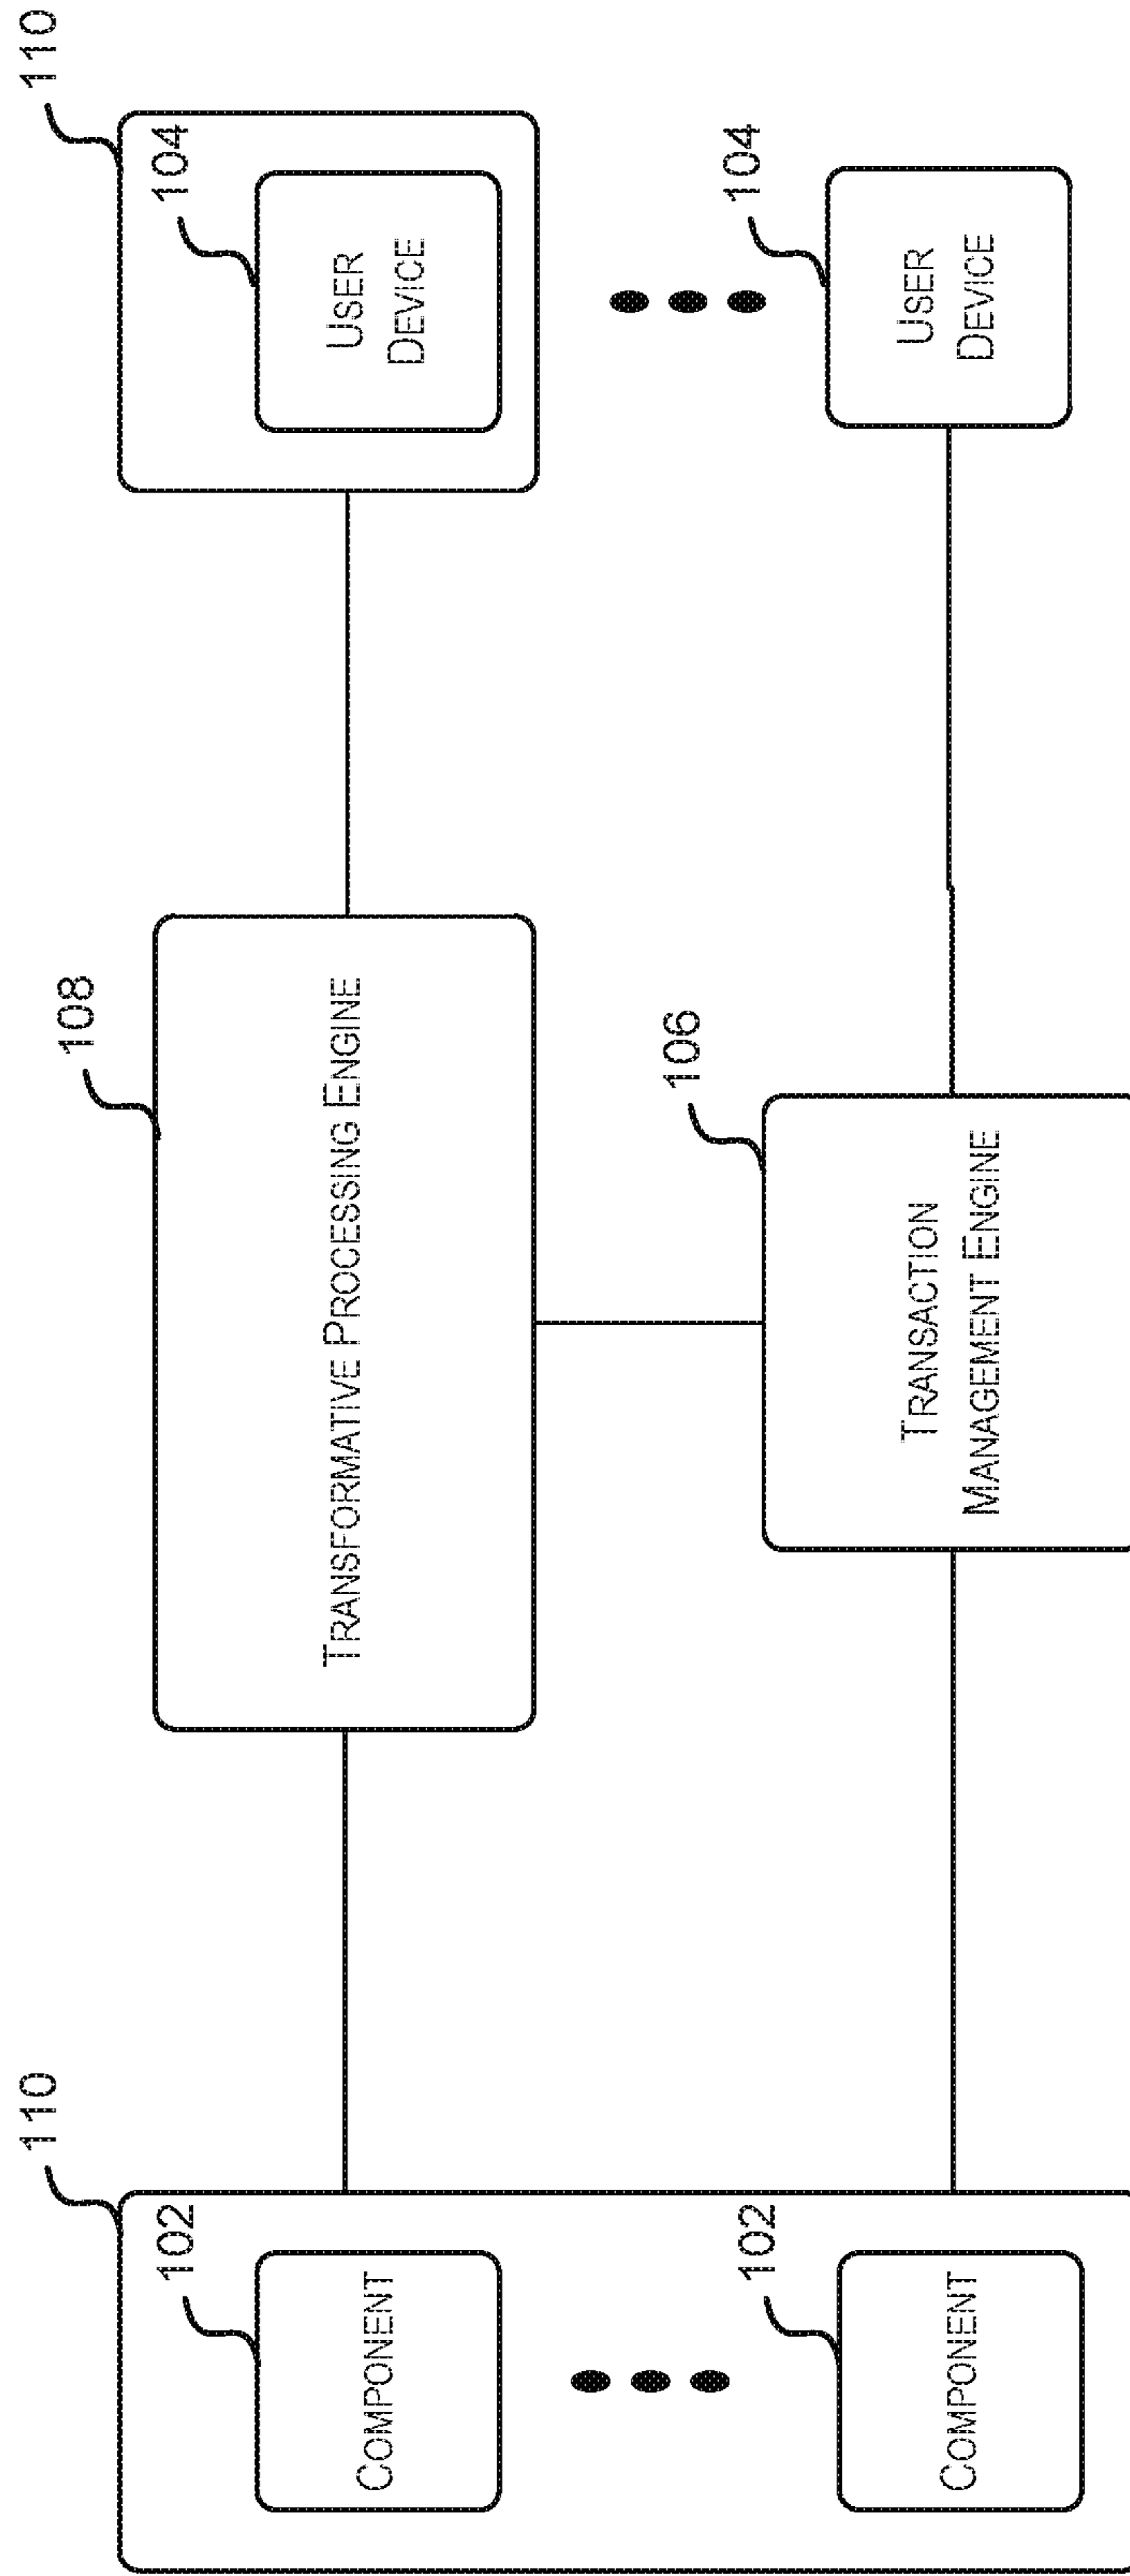 110
102
COMPONENT
102
COMPONENT
108
TRANSFORMATIVE PROCESSING ENGINE
106
TRANSACTION
MANAGEMENT ENGINE
110
104
USER
DEVICE
104
USER
DEVICE